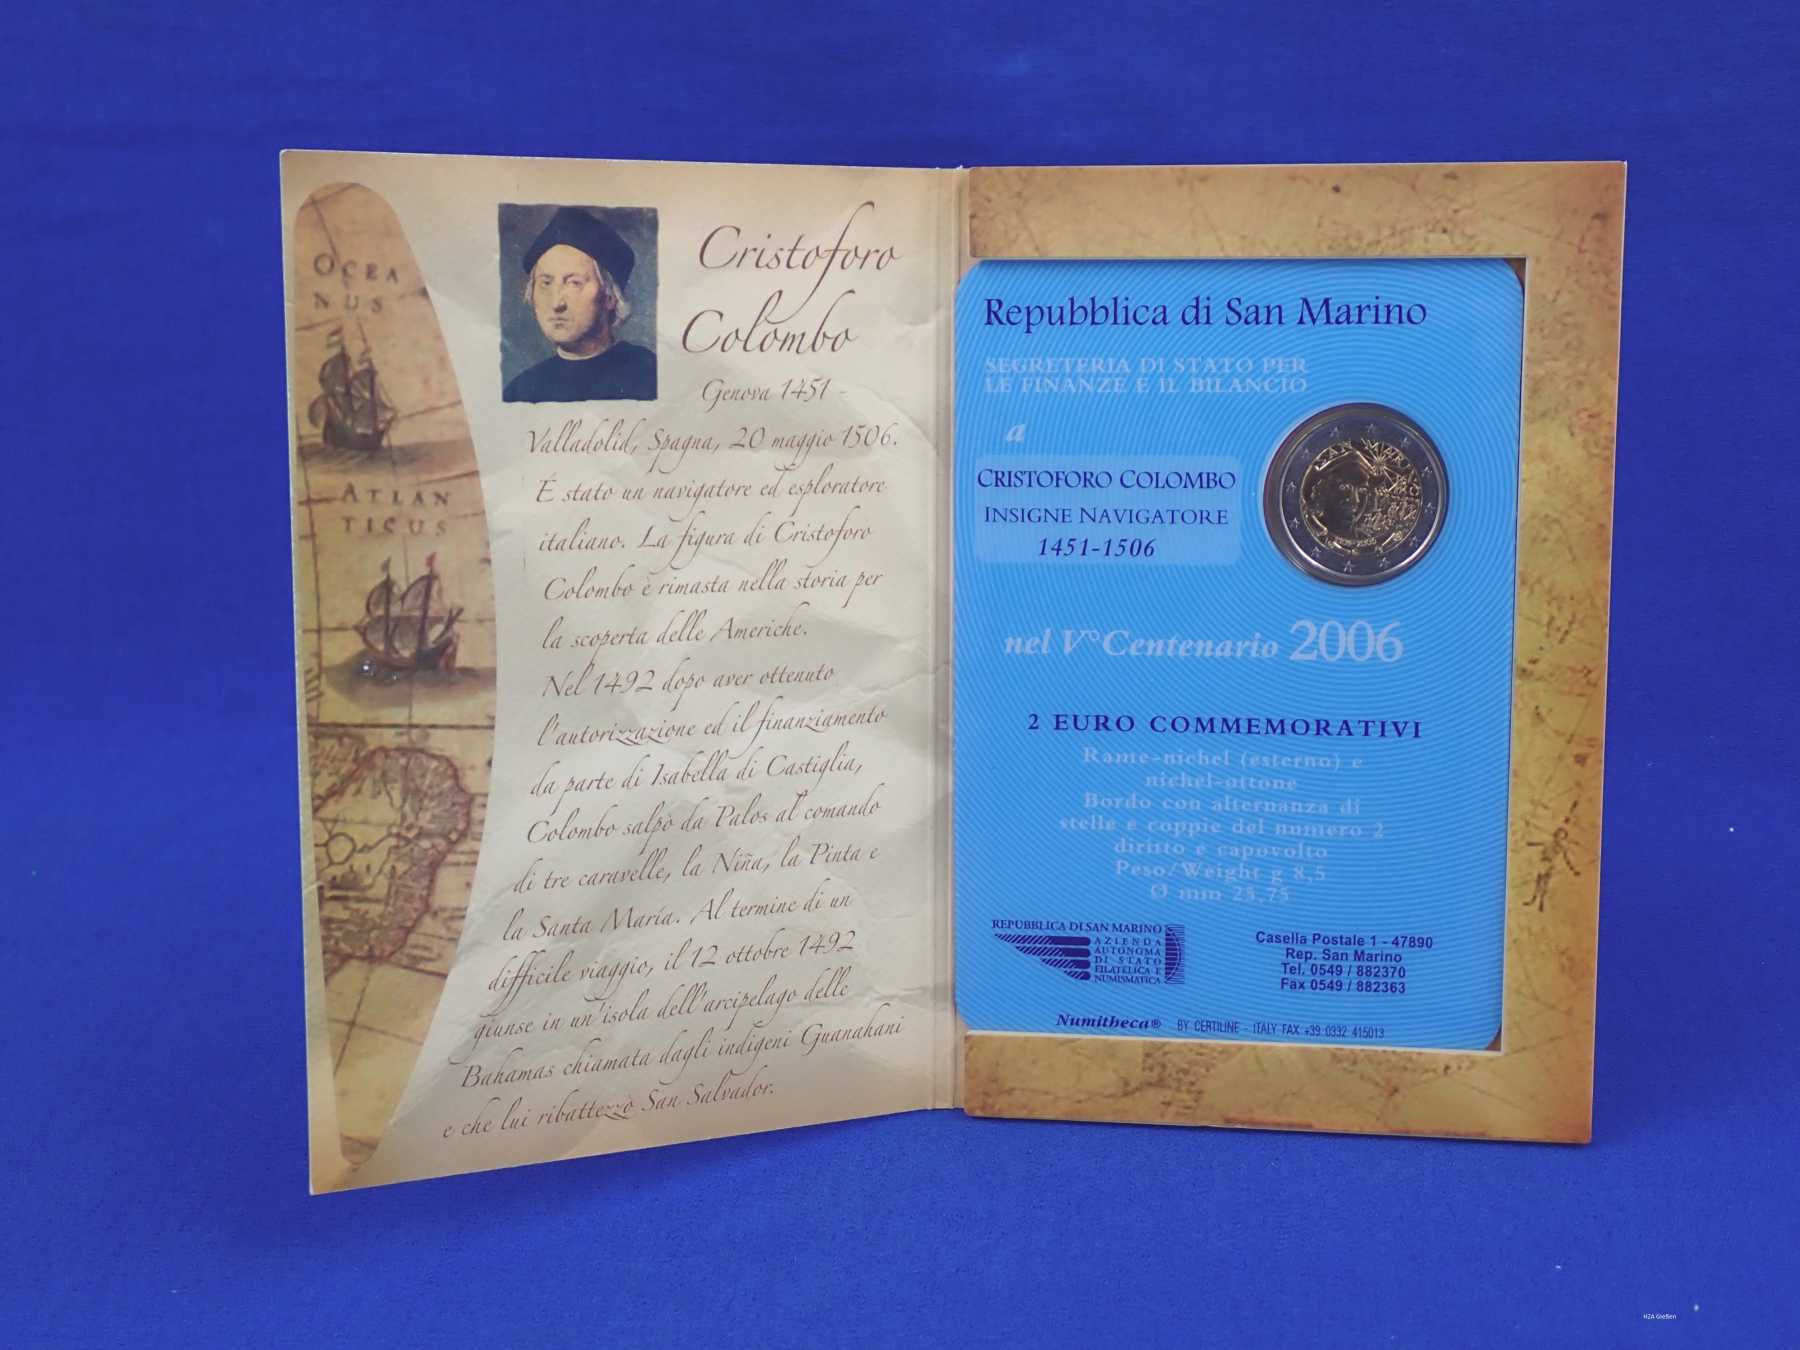 OCEA
NUS
ATLAN
TICUS
Cristoforo
Colombo
Genova 1451 -
Valladolid, Spagna, 20 maggio 1506.
É stato un navigatore ed esploratore
italiano. La figura di Cristoforo
Colombo è rimasta nella storia per
la scoperta delle Americhe.
Nel 1492 dopo aver ottenuto
l'autorizzazione ed il finanziamento
da parte di Isabella di Castiglia,
Colombo salpò da Palos al comando
di tre caravelle, la Niña, la Pinta e
la Santa María. Al termine di un
difficile viaggio, il 12 ottobre 1492
giunse in un'isola dell'arcipelago delle
Bahamas chiamata dagli indigeni Guanahani
e che lui ribattezzò San Salvador.
Repubblica di San Marino
SEGRETERIA DI STATO PER
LE FINANZE E IL BILANCIO
a
CRISTOFORO COLOMBO
INSIGNE NAVIGATORE
1451-1506
SAN MARINO
1506-2006
nel V° Centenario 2006
2 EURO COMMEMORATIVI
Rame-nichel (esterno) e
nichel-ottone
Bordo con alternanza di
stelle e coppie del numero 2
diritto e capovolto
Peso/Weight g 8,5
Ø mm 25,75
REPUBBLICA DI SAN MARINO
AZIENDA
AUTONOMA
DI STATO
FILATELICA E
NUMISMATICA
Casella Postale 1 - 47890
Rep. San Marino
Tel. 0549 / 882370
Fax 0549 / 882363
Numitheca® BY CERTILINE - ITALY FAX +39 0332 415013
HZA Gießen